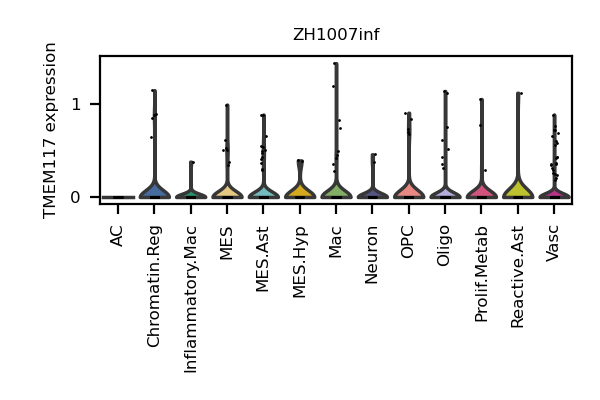 ZH1007inf
TMEM117 expression
1
0
AC
Chromatin.Reg
Inflammatory.Mac
MES
MES.Ast
MES.Hyp
Mac
Neuron
OPC
Oligo
Prolif.Metab
Reactive.Ast
Vasc